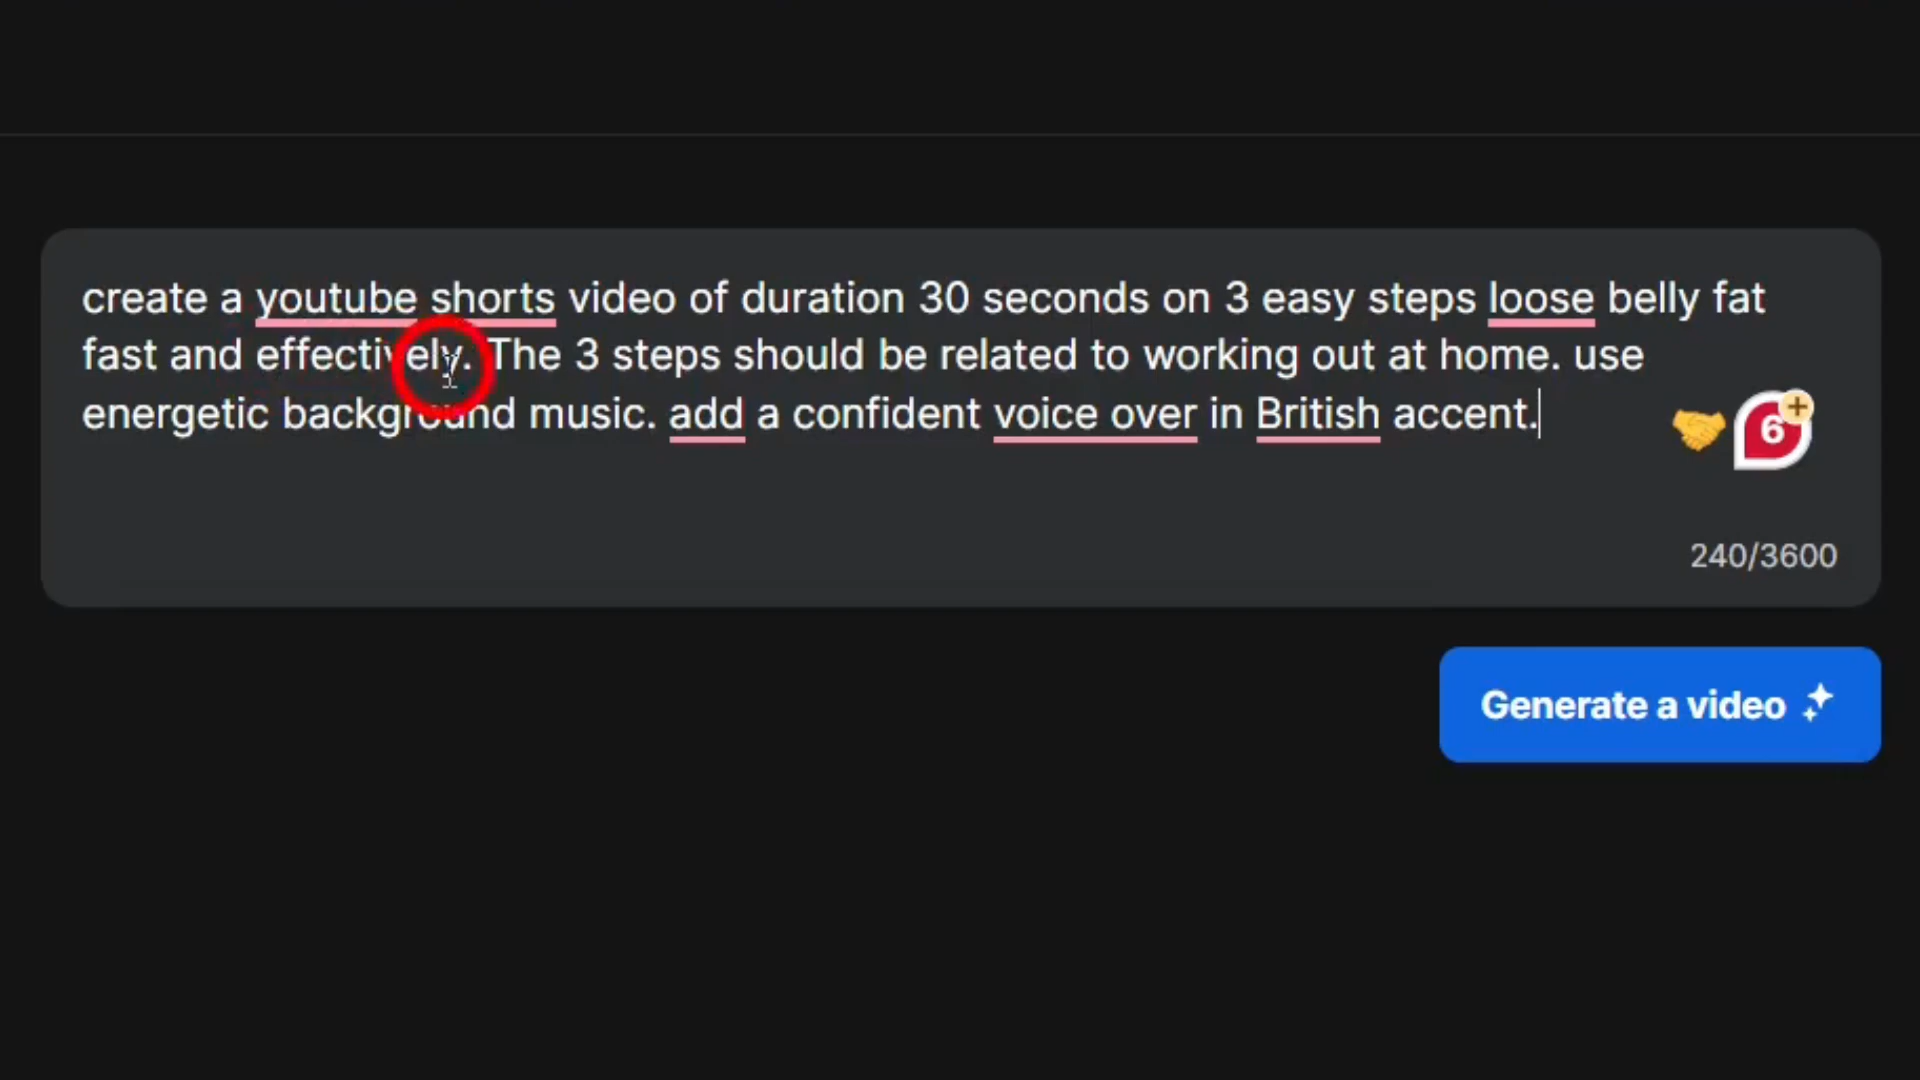 create a youtube shorts video of duration 30 seconds on 3 easy steps loose belly fat
fast and effectively. The 3 steps should be related to working out at home. use
energetic background music. add a confident voice over in British accent.
6
240/3600
Generate a video